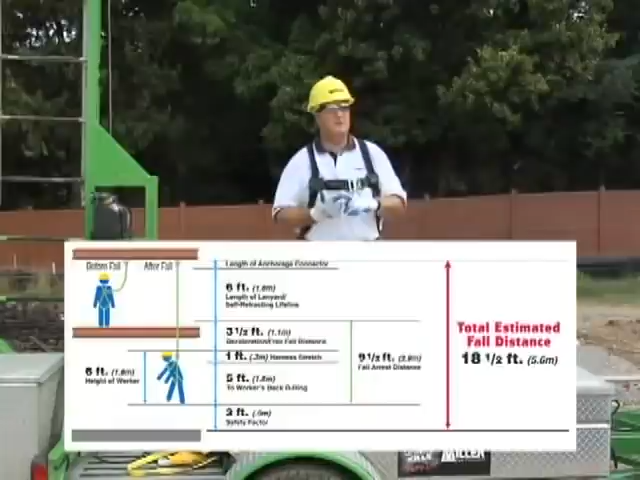 Before Fall
After Fall
Length of Anchorage Connector
6 ft. (1.8m)
Length of Lanyard/
Self-Retracting Lifeline
3 1/2 ft. (1.1m)
Deceleration/Free Fall Distance
1 ft. (.3m) Harness Stretch
5 ft. (1.5m)
To Worker's Back D-Ring
3 ft. (.9m)
Safety Factor
6 ft. (1.8m)
Height of Worker
9 1/2 ft. (2.9m)
Fall Arrest Distance
Total Estimated
Fall Distance
18 1/2 ft. (5.6m)
MILLER